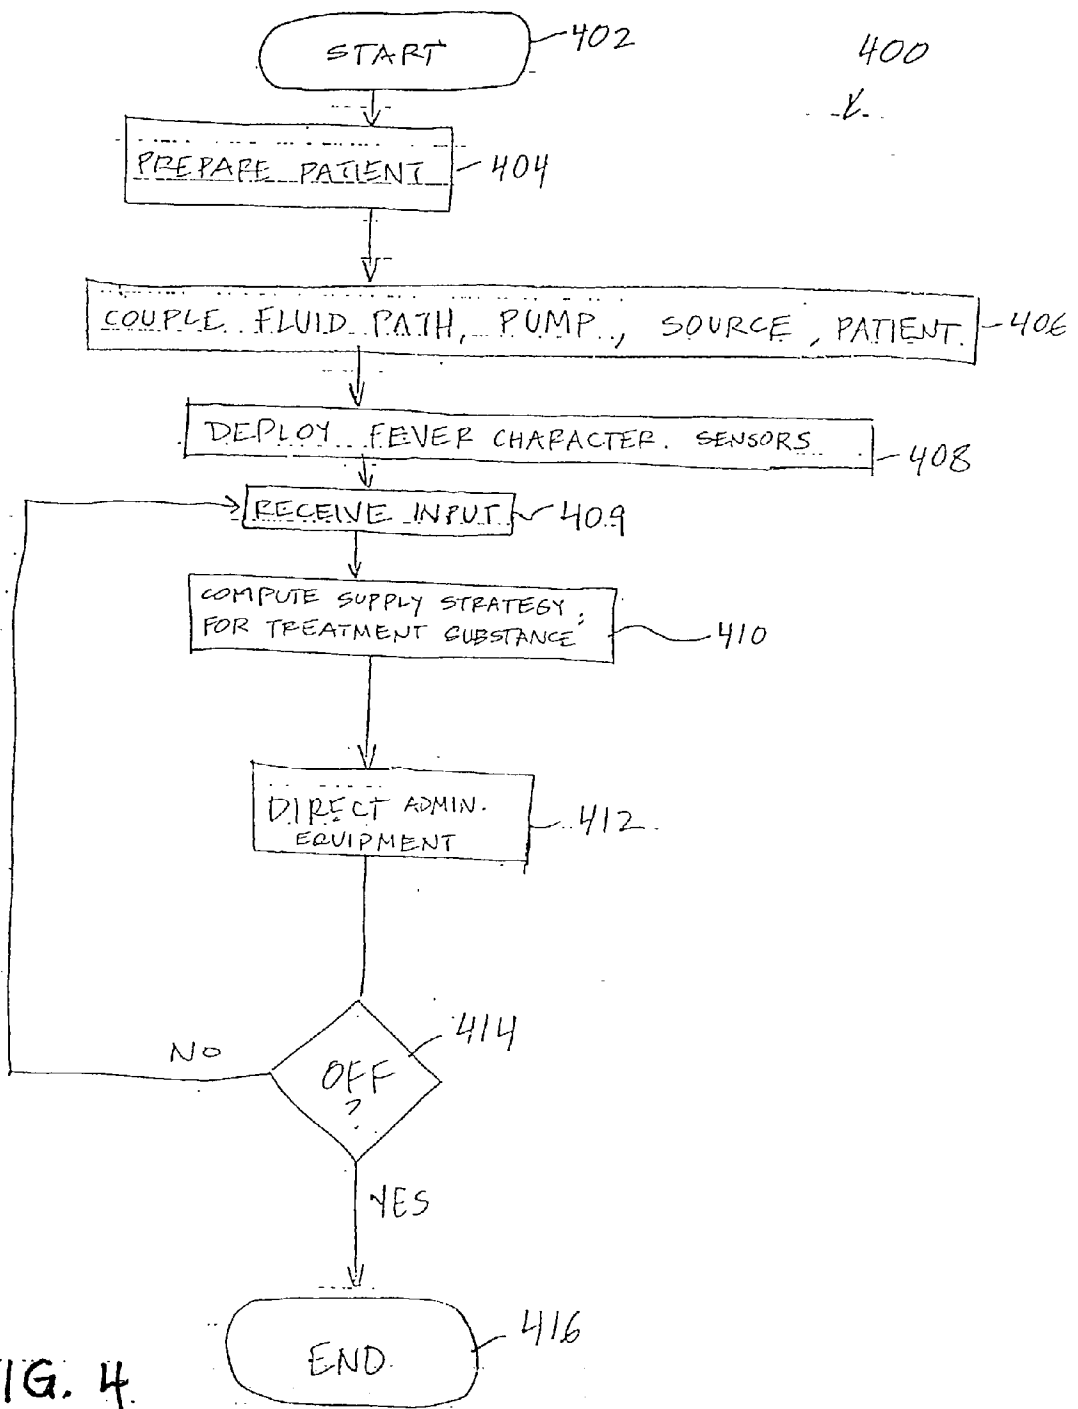 START
402
400
PREPARE PATIENT
404
COUPLE FLUID PATH, PUMP, SOURCE, PATIENT.
406
DEPLOY FEVER CHARACTER. SENSORS
408
RECEIVE INPUT
409
COMPUTE SUPPLY STRATEGY
FOR TREATMENT SUBSTANCE
410
DIRECT ADMIN.
EQUIPMENT
412
414
NO
OFF
?
YES
END
416
IG. 4